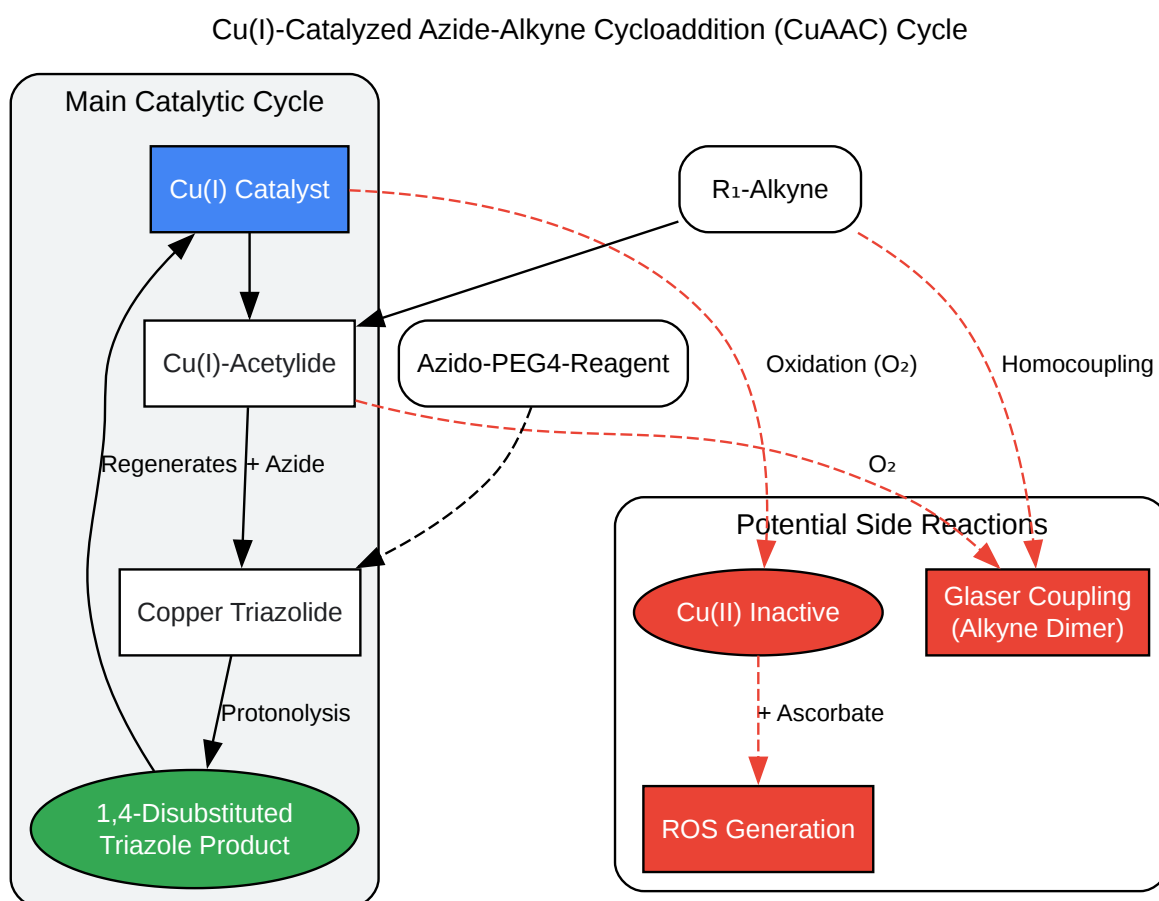 Cu(I)-Catalyzed Azide-Alkyne Cycloaddition (CuAAC) Cycle
Main Catalytic Cycle
Cu(I) Catalyst
R₁-Alkyne
Cu(I)-Acetylide
Azido-PEG4-Reagent
Oxidation (O₂)
Homocoupling
Regenerates
+ Azide
O₂
Potential Side Reactions
Copper Triazolide
Cu(II) Inactive
Glaser Coupling
(Alkyne Dimer)
Protonolysis
+ Ascorbate
1,4-Disubstituted
Triazole Product
ROS Generation